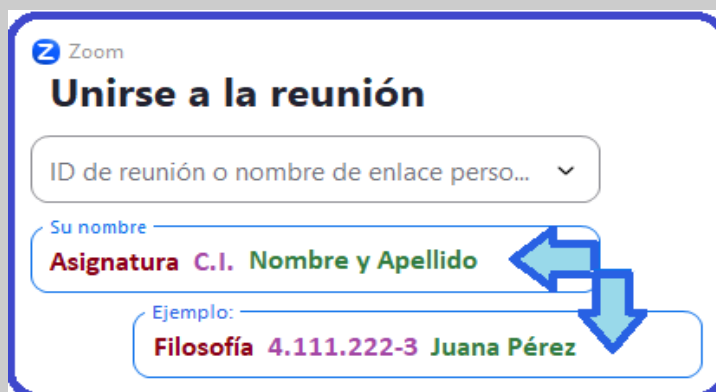 Zoom
Unirse a la reunión
ID de reunión o nombre de enlace perso...
Su nombre
Asignatura C.I. Nombre y Apellido
Ejemplo:
Filosofía 4.111.222-3 Juana Pérez